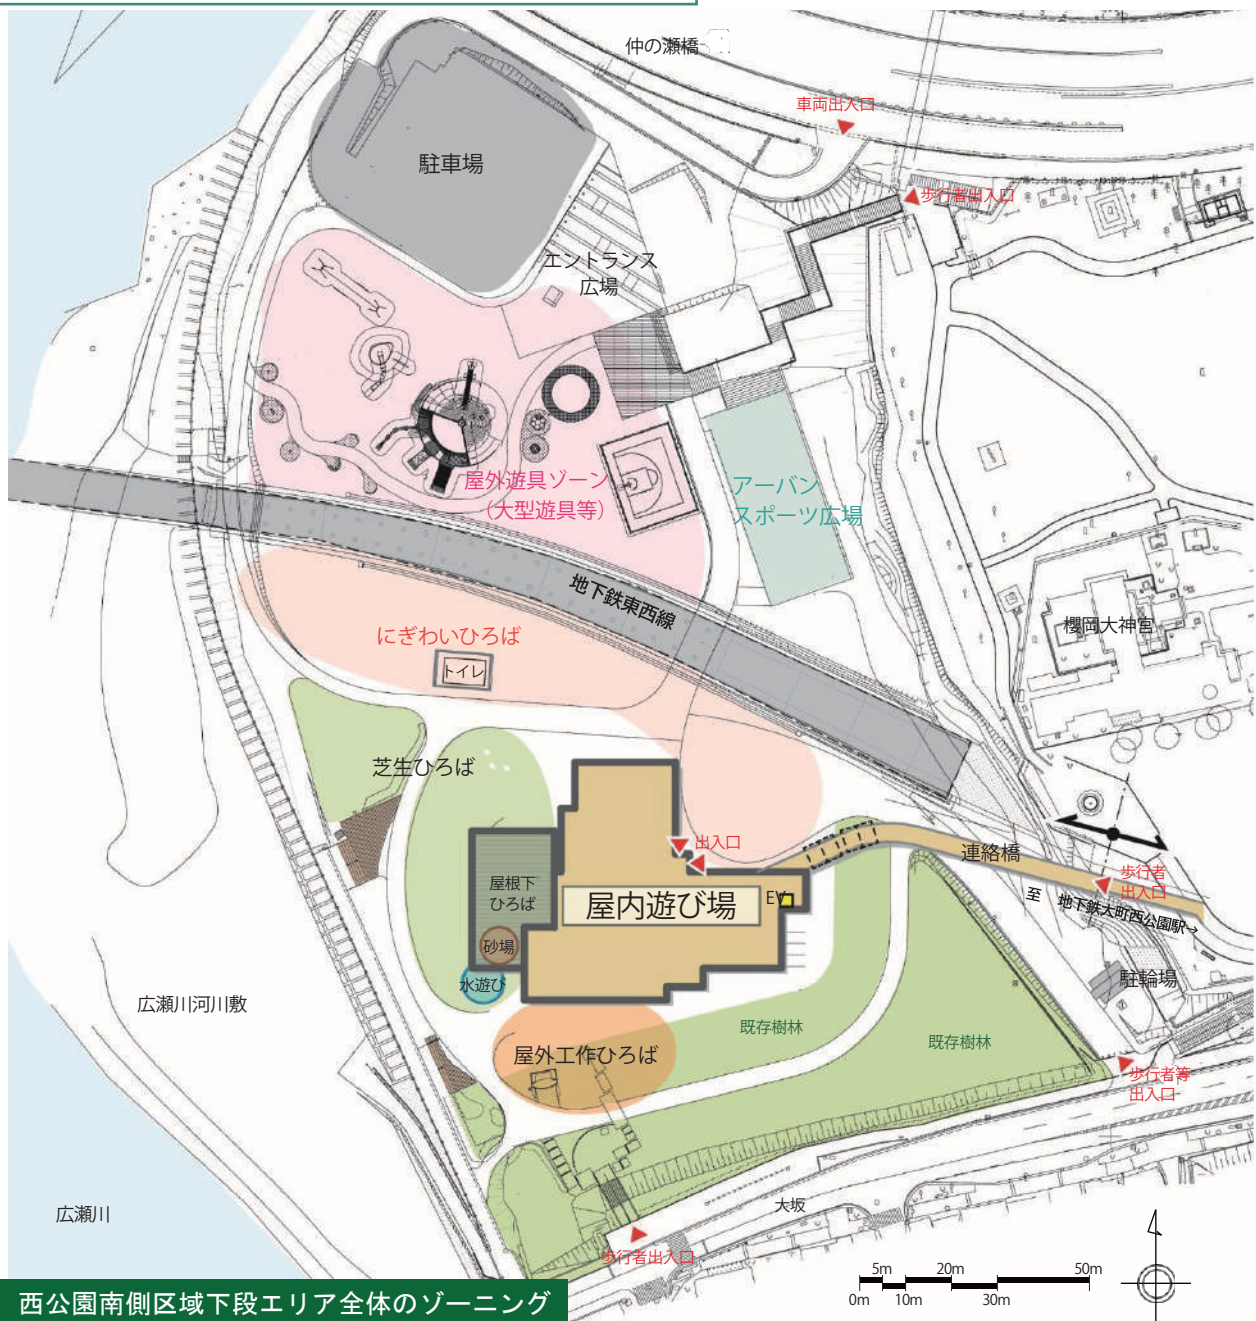 仲の瀬橋
車両出入口
駐車場
歩行者出入口
エントランス
広場
屋外遊具ゾーン
（大型遊具等）
アーバン
スポーツ広場
地下鉄東西線
櫻岡大神宮
にぎわいひろば
トイレ
芝生ひろば
出入口
連絡橋
歩行者
出入口
屋根下
ひろば
屋内遊び場
EV
至 地下鉄大町西公園駅→
砂場
水遊び
駐輪場
広瀬川河川敷
既存樹林
既存樹林
屋外工作ひろば
歩行者等
出入口
大坂
広瀬川
歩行者出入口
5m 20m 50m
0m 10m 30m
西公園南側区域下段エリア全体のゾーニング